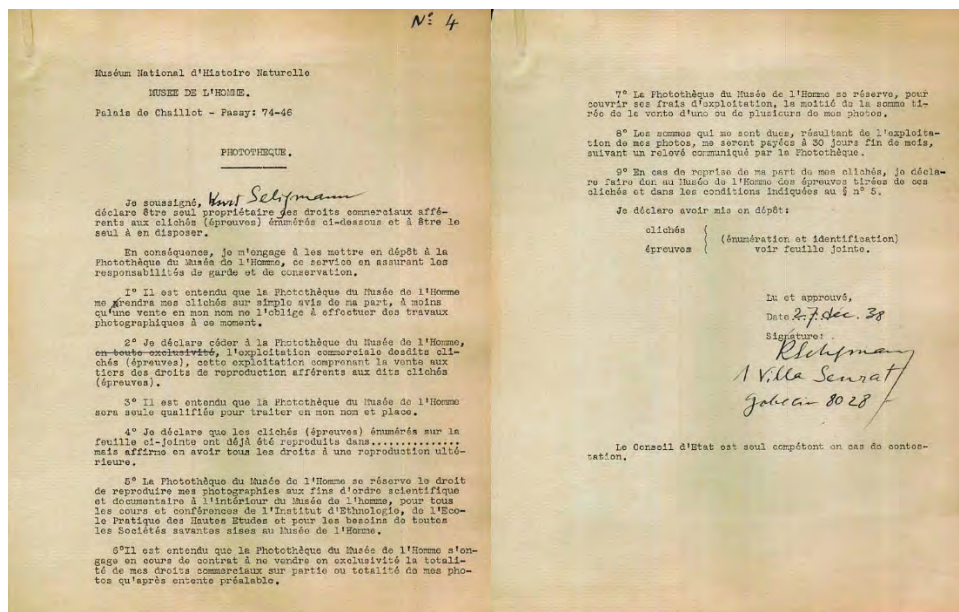 N° 4
Muséum National d'Histoire Naturelle
MUSEE DE L'HOMME.
Palais de Chaillot - Passy: 74-46
PHOTOTHEQUE.
Je soussigné, Kurt Seligmann
déclare être seul propriétaire des droits commerciaux affé-
rents aux clichés (épreuves) énumérés ci-dessous et à être le
seul à en disposer.
En conséquence, je m'engage à les mettre en dépôt à la
Photothèque du Musée de l'Homme, ce service en assurant les
responsabilités de garde et de conservation.
I° Il est entendu que la Photothèque du Musée de l'Homme
me rendra mes clichés sur simple avis de ma part, à moins
qu'une vente en mon nom ne l'oblige à effectuer des travaux
photographiques à ce moment.
2° Je déclare céder à la Photothèque du Musée de l'Homme,
en toute exclusivité, l'exploitation commerciale desdits cli-
chés (épreuves), cette exploitation comprenant la vente aux
tiers des droits de reproduction afférents aux dits clichés
(épreuves).
3° Il est entendu que la Photothèque du Musée de l'Homme
sera seule qualifiée pour traiter en mon nom et place.
4° Je déclare que les clichés (épreuves) énumérés sur la
feuille ci-jointe ont déjà été reproduits dans...............
mais affirme en avoir tous les droits à une reproduction ulté-
rieure.
5° La Photothèque du Musée de l'Homme se réserve le droit
de reproduire mes photographies aux fins d'ordre scientifique
et documentaire à l'intérieur du Musée de l'homme, pour tous
les cours et conférences de l'Institut d'Ethnologie, de l'Eco-
le Pratique des Hautes Etudes et pour les besoins de toutes
les Sociétés savantes sises au Musée de l'Homme.
6°Il est entendu que la Photothèque du Musée de l'Homme s'en-
gage en cours de contrat à ne vendre en exclusivité la totali-
té de mes droits commerciaux sur partie ou totalité de mes pho-
tos qu'après entente préalable.
7° La Photothèque du Musée de l'Homme se réserve, pour
couvrir ses frais d'exploitation, la moitié de la somme ti-
rée de la vente d'une ou de plusieurs de mes photos.
8° Les sommes qui me sont dues, résultant de l'exploita-
tion de mes photos, me seront payées à 30 jours fin de mois,
suivant un relevé communiqué par la Photothèque.
9° En cas de reprise de ma part de mes clichés, je décla-
re faire don au Musée de l'Homme des épreuves tirées de ces
clichés et dans les conditions indiquées au § n° 5.
Je déclare avoir mis en dépôt:
clichés (
( (énumération et identification)
épreuves ( voir feuille jointe.
Lu et approuvé,
Date 27. déc. 38
Signature:
KSeligmann
1 Villa Seurat
Gobelin 8028
Le Conseil d'Etat est seul compétent en cas de contes-
tation.